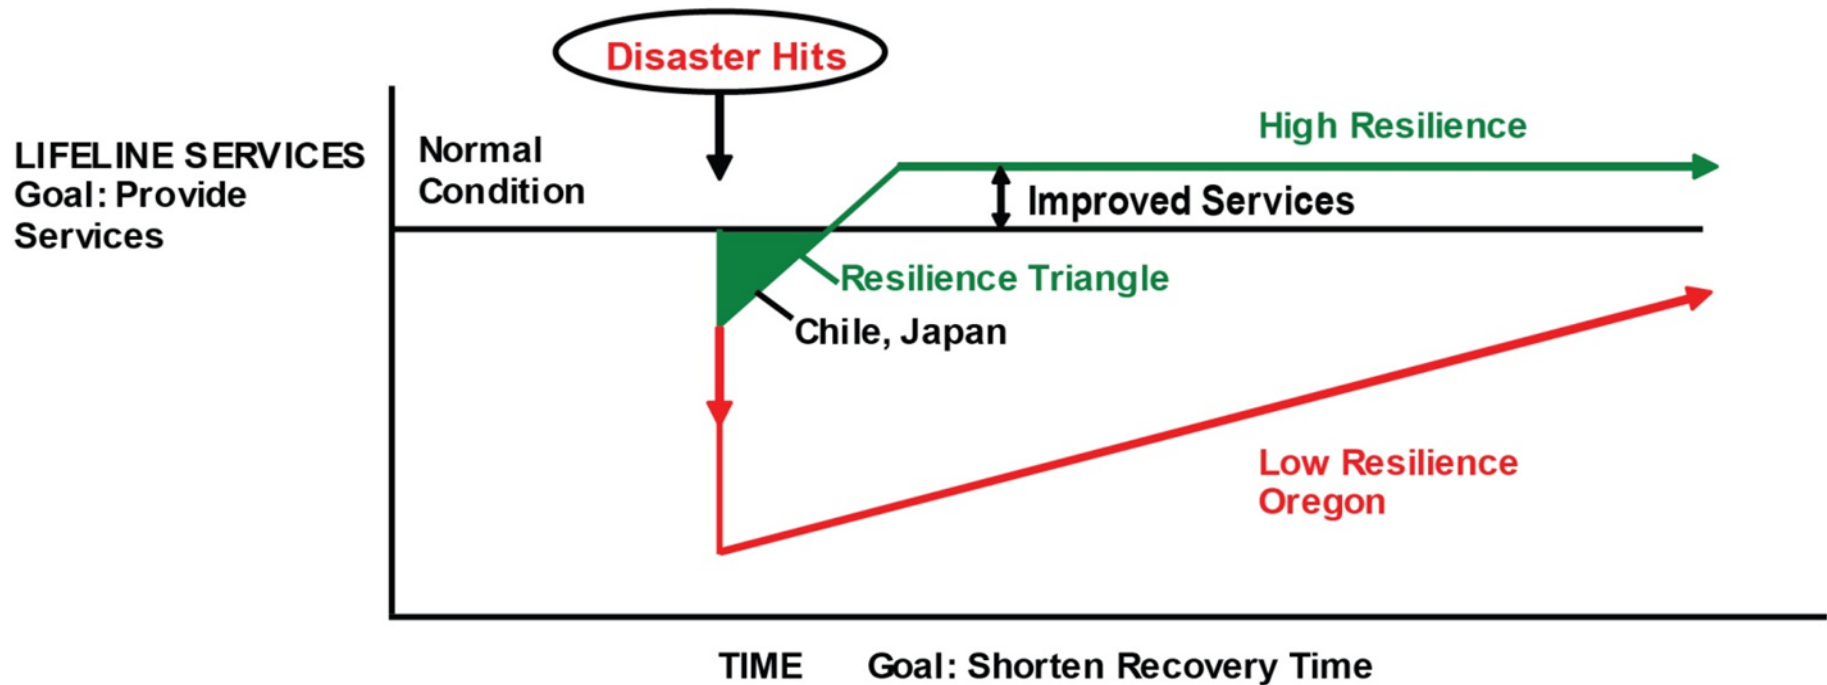 Disaster Hits
LIFELINE SERVICES
Goal: Provide
Services
Normal
Condition
High Resilience
Improved Services
Resilience Triangle
Chile, Japan
Low Resilience
Oregon
TIME Goal: Shorten Recovery Time